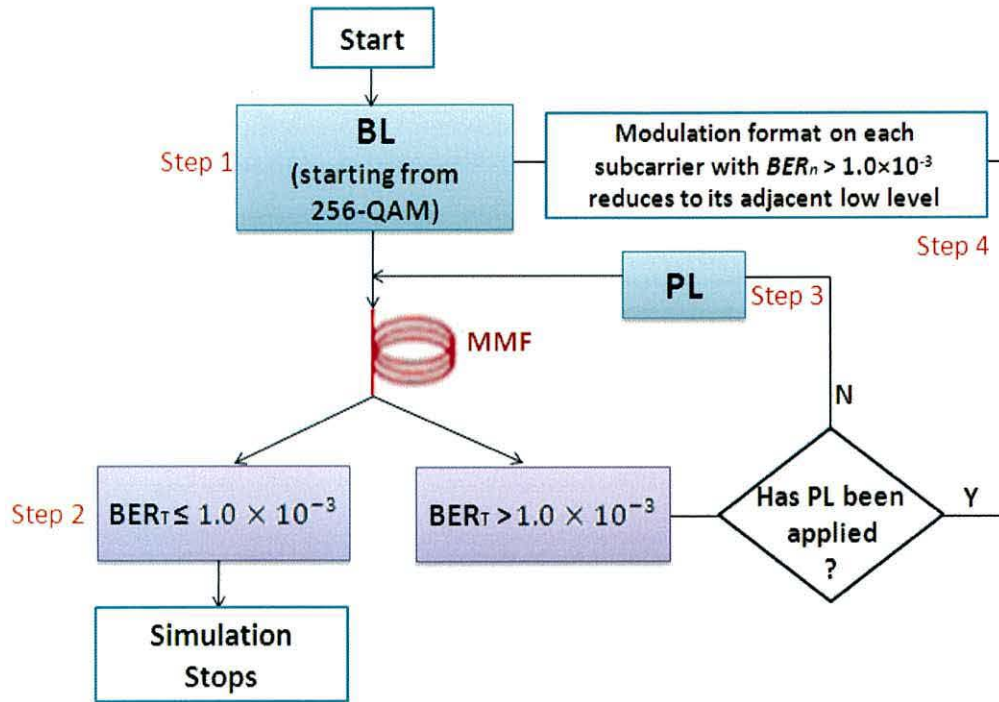 Start
Step 1
BL
(starting from
256-QAM)
Modulation format on each
subcarrier with BERₙ > 1.0×10⁻³
reduces to its adjacent low level
Step 4
PL
Step 3
MMF
N
Step 2
BERT ≤ 1.0 × 10⁻³
BERT > 1.0 × 10⁻³
Has PL been
applied
?
Y
Simulation
Stops